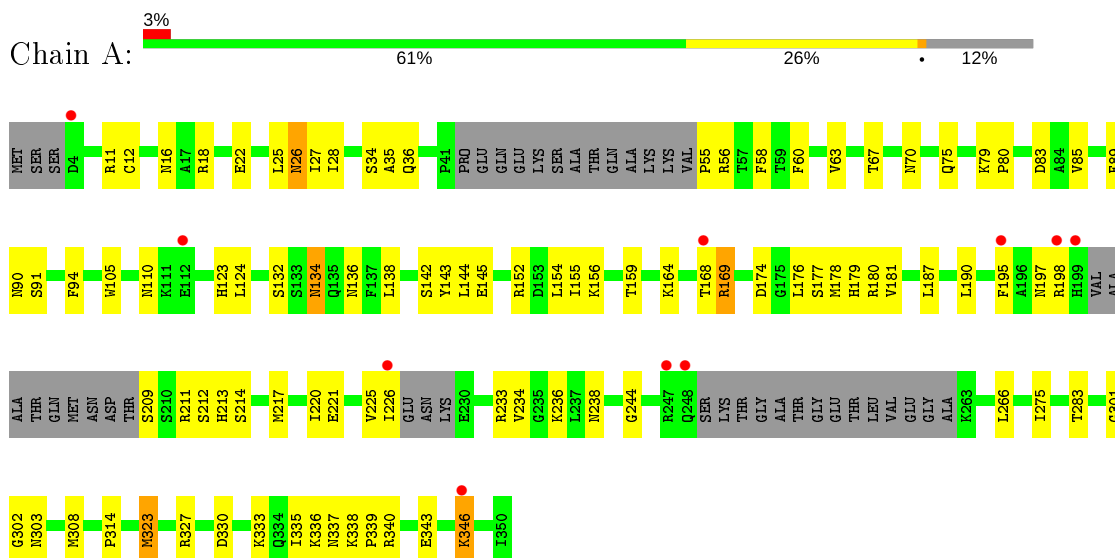 3%
Chain A:
61% 26% • 12%
MET SER SER D4 R11 C12 N16 A17 R18 E22 L25 N26 I27 I28 S34 A35 Q36 P41 PRO GLU GLN GLU LYS SER ALA THR GLN ALA LYS LYS VAL P55 R56 T57 F58 T59 F60 V63 T67 N70 Q75 K79 P80 D83 A84 V85
N90 S91 F94 W105 N110 K111 E112 H123 L124 S132 S133 N134 Q135 N136 F137 L138 S142 Y143 L144 E145 R152 D153 L154 I155 K156 T159 K164 T168 R169 D174 G175 L176 S177 M178 H179 R180 V181 L187 L190 F195 A196 N197 R198 H199 VAL ALA
ALA THR GLN MET ASN ASP THR S209 S210 R211 S212 H213 S214 M217 I220 E221 V225 I226 GLU ASN LYS E230 R233 V234 G235 K236 L237 N238 G244 R247 Q248 SER LYS THR GLY ALA THR GLY GLU THR LEU VAL GLU GLY ALA K263 L266 I275 T283 G301
G302 N303 M308 P314 M323 R327 D330 K333 Q334 I335 K336 N337 K338 P339 R340 E343 K346 I350